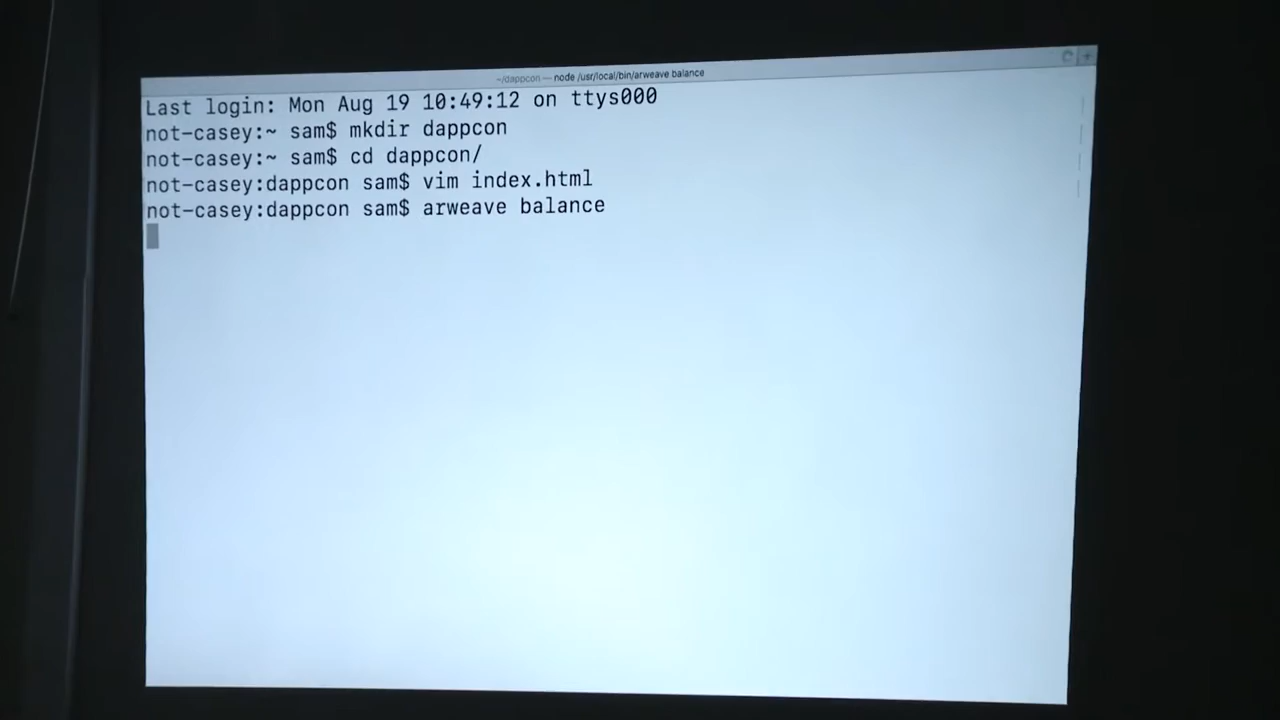 ~/dappcon — node /usr/local/bin/arweave balance
Last login: Mon Aug 19 10:49:12 on ttys000
not-casey:~ sam$ mkdir dappcon
not-casey:~ sam$ cd dappcon/
not-casey:dappcon sam$ vim index.html
not-casey:dappcon sam$ arweave balance